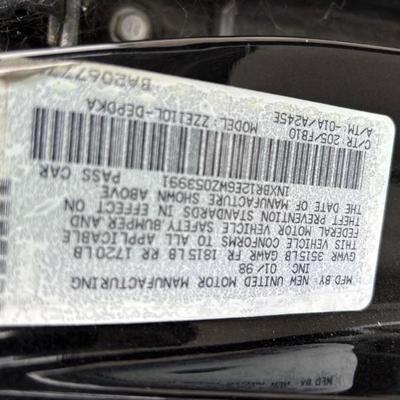 MFD.BY: NEW UNITED MOTOR MANUFACTURING
INC 01/98
GVWR 3515LB GAWR FR 1815LB RR 1720LB
THIS VEHICLE CONFORMS TO ALL APPLICABLE
FEDERAL MOTOR VEHICLE SAFETY BUMPER AND
THEFT PREVENTION STANDARDS IN EFFECT ON
THE DATE OF MANUFACTURE SHOWN ABOVE
1NXBR12E6WZ053991 PASS CAR
C/TR: 205/FB10
A/TM: -01A/A245E
MODEL: ZZE110L-DEPDKA